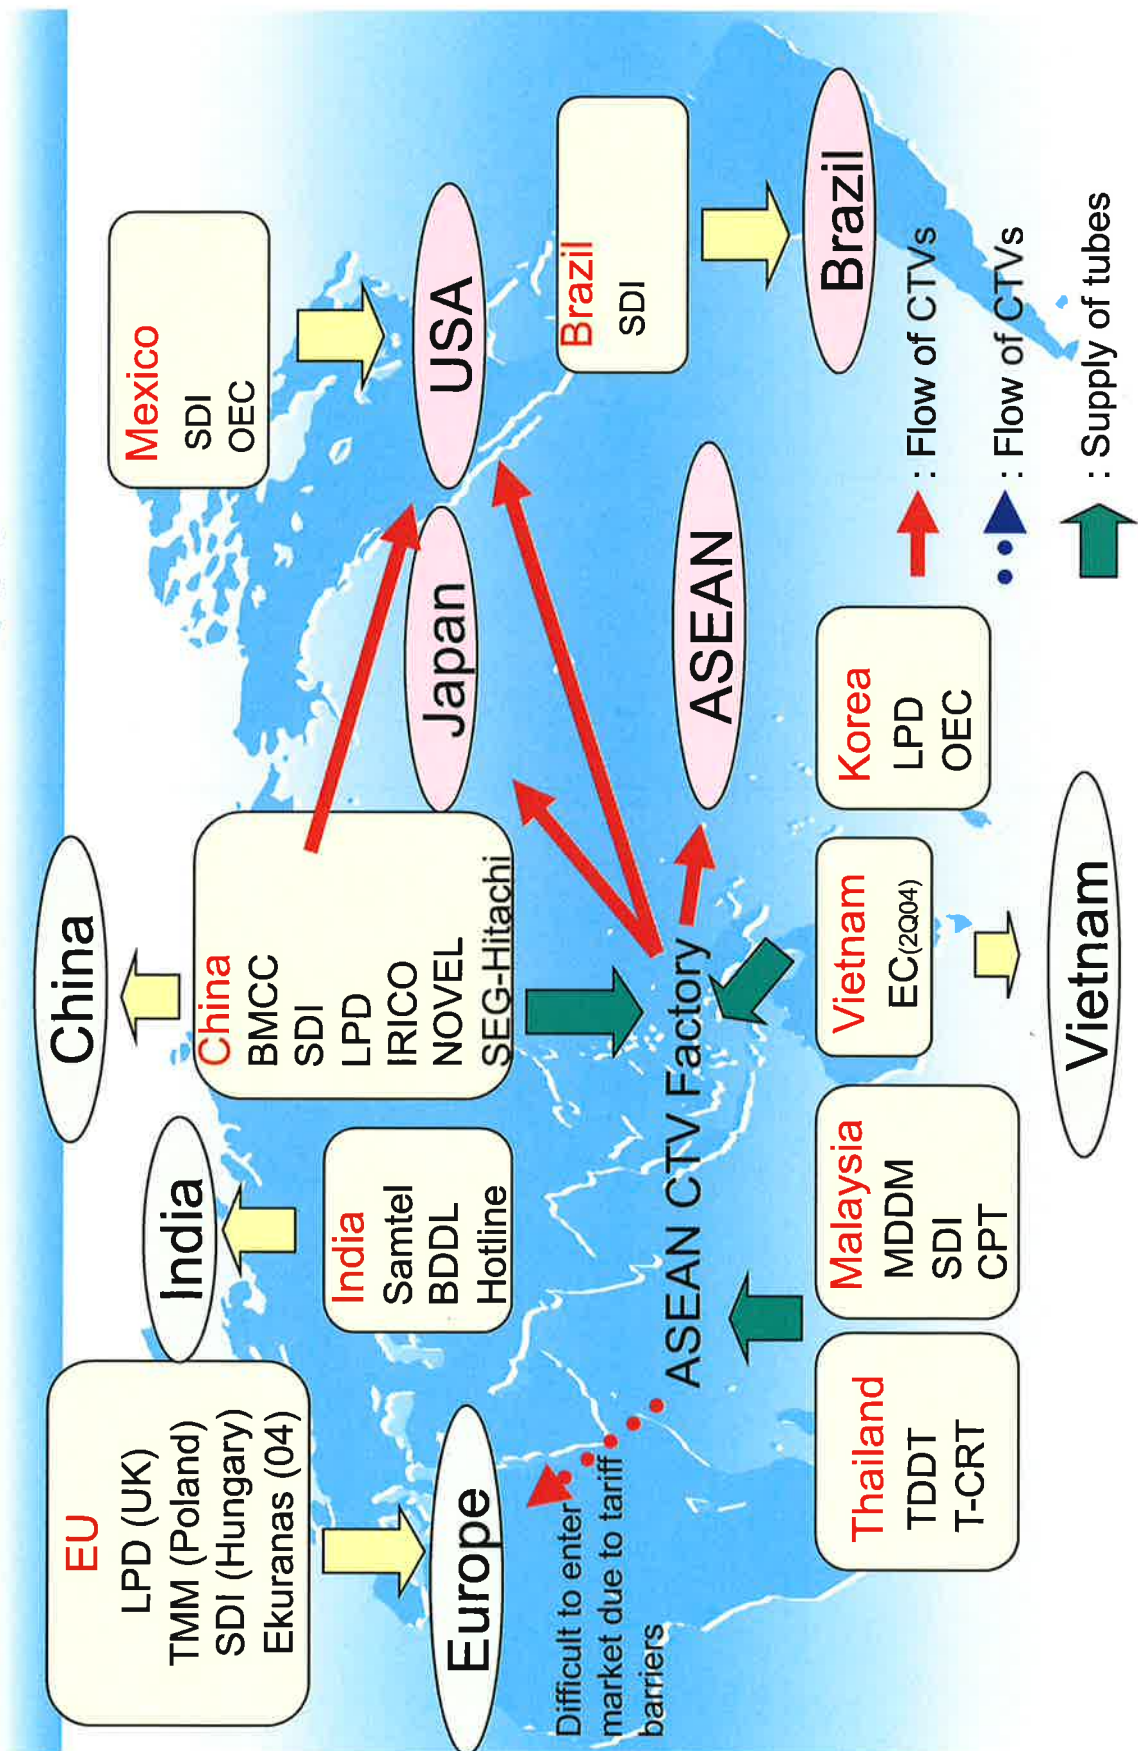 EU
LPD (UK)
TMM (Poland)
SDI (Hungary)
Ekuranas (04)
Europe
Difficult to enter
market due to tariff
barriers
India
India
Samtel
BDDL
Hotline
China
China
BMCC
SDI
LPD
IRICO
NOVEL
SEG-Hitachi
Japan
Mexico
SDI
OEC
USA
Brazil
SDI
Brazil
ASEAN CTV Factory
ASEAN
Thailand
TDDT
T-CRT
Malaysia
MDDM
SDI
CPT
Vietnam
EC(2Q04)
Vietnam
Korea
LPD
OEC
: Flow of CTVs
: Flow of CTVs
: Supply of tubes